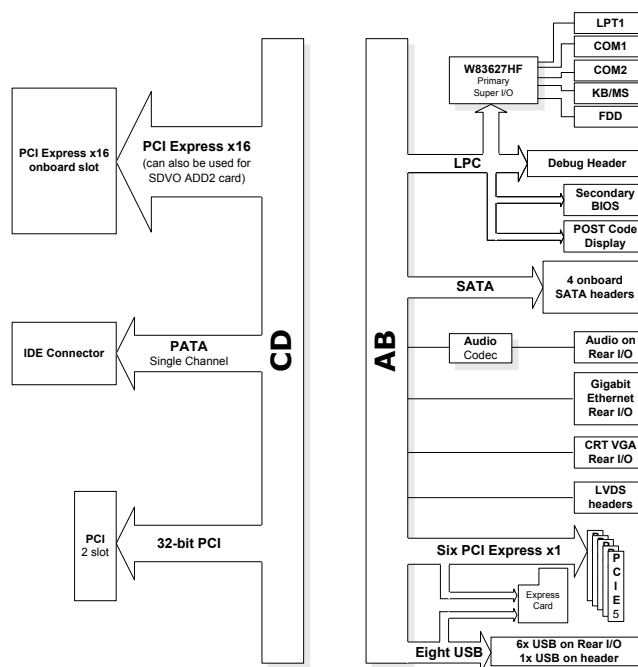 PCI Express x16
onboard slot
PCI Express x16
(can also be used for
SDVO ADD2 card)
IDE Connector
PATA
Single Channel
PCI
2 slot
32-bit PCI
CD
AB
W83627HF
Primary
Super I/O
LPT1
COM1
COM2
KB/MS
FDD
LPC
Debug Header
Secondary
BIOS
POST Code
Display
SATA
4 onboard
SATA headers
Audio
Codec
Audio on
Rear I/O
Gigabit
Ethernet
Rear I/O
CRT VGA
Rear I/O
LVDS
headers
Six PCI Express x1
P
C
I
E
5
Express
Card
Eight USB
6x USB on Rear I/O
1x USB on header